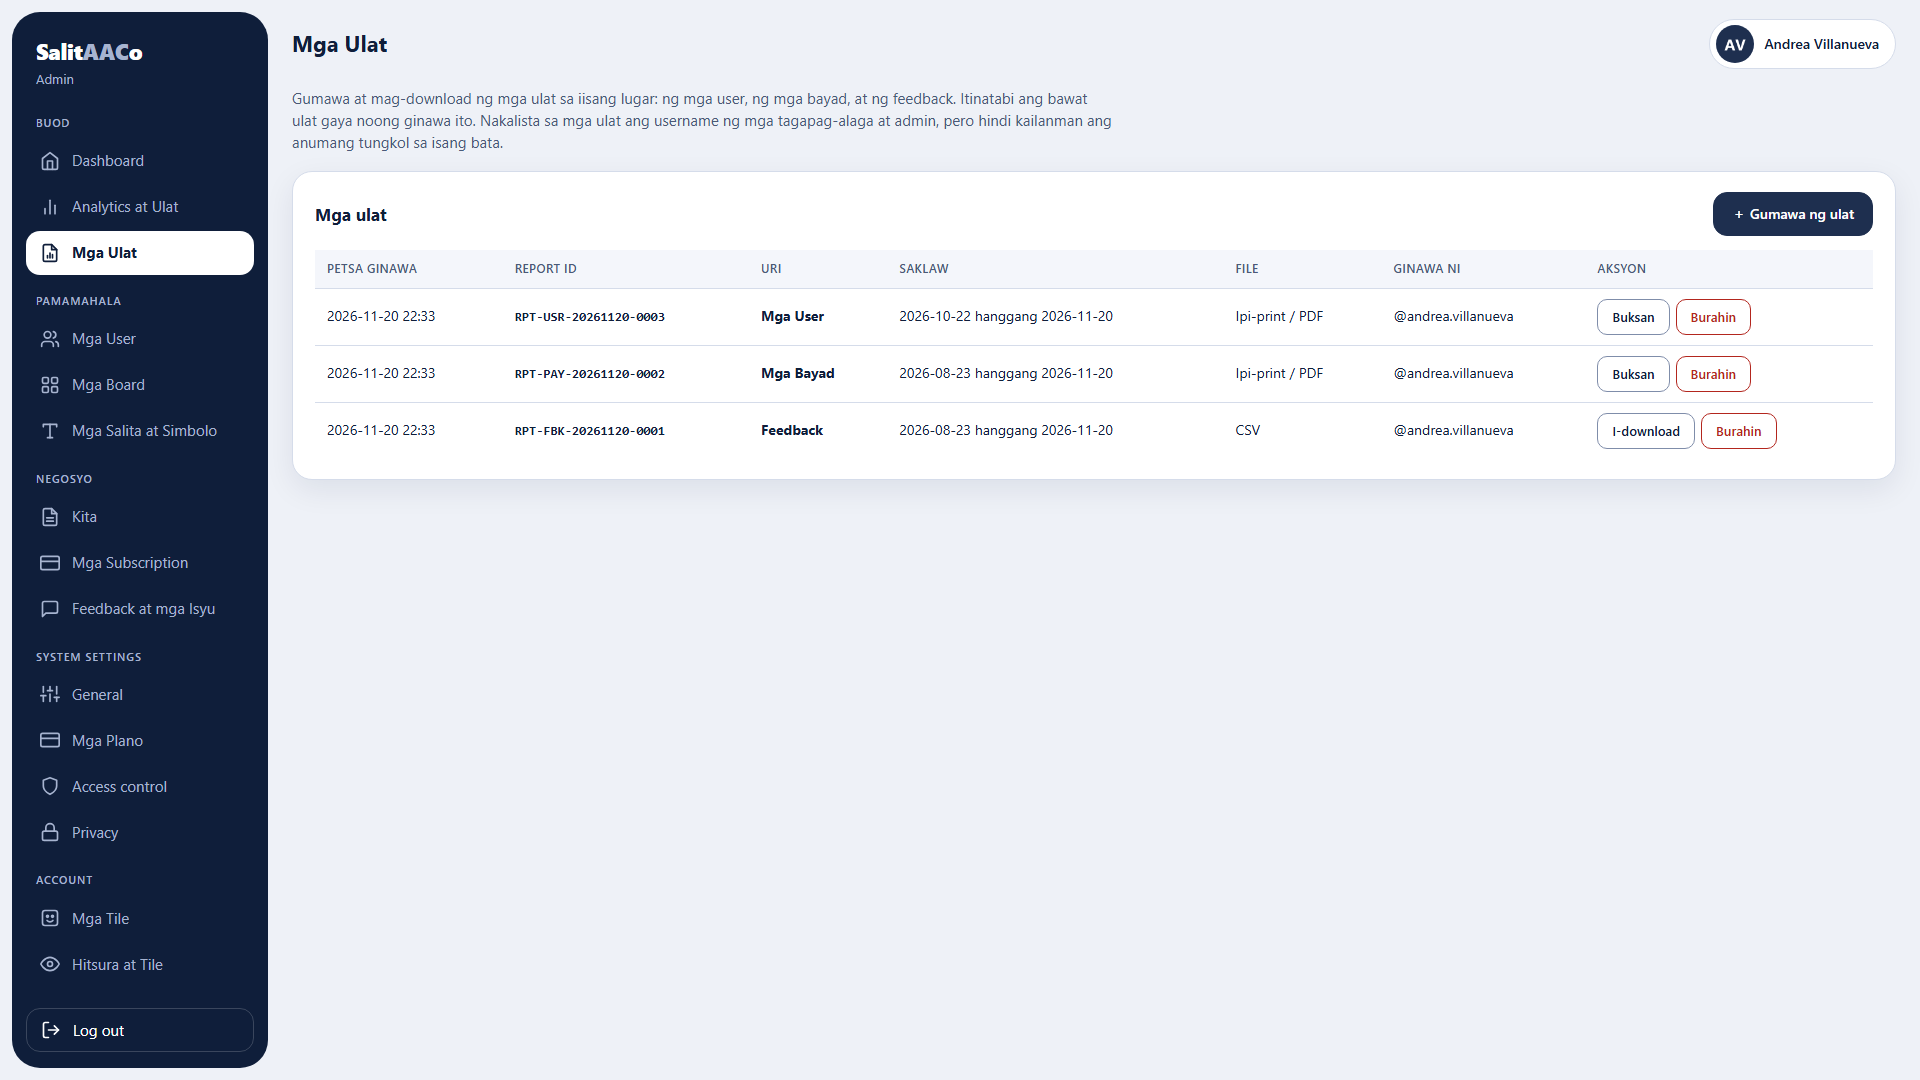 SalitAACo
Admin
BUOD
Dashboard
Analytics at Ulat
Mga Ulat
PAMAMAHALA
Mga User
Mga Board
Mga Salita at Simbolo
NEGOSYO
Kita
Mga Subscription
Feedback at mga Isyu
SYSTEM SETTINGS
General
Mga Plano
Access control
Privacy
ACCOUNT
Mga Tile
Hitsura at Tile
Log out
Mga Ulat
AV Andrea Villanueva
Gumawa at mag-download ng mga ulat sa iisang lugar: ng mga user, ng mga bayad, at ng feedback. Itinatabi ang bawat
ulat gaya noong ginawa ito. Nakalista sa mga ulat ang username ng mga tagapag-alaga at admin, pero hindi kailanman ang
anumang tungkol sa isang bata.
Mga ulat
+ Gumawa ng ulat
PETSA GINAWA REPORT ID URI SAKLAW FILE GINAWA NI AKSYON
2026-11-20 22:33 RPT-USR-20261120-0003 Mga User 2026-10-22 hanggang 2026-11-20 Ipi-print / PDF @andrea.villanueva Buksan Burahin
2026-11-20 22:33 RPT-PAY-20261120-0002 Mga Bayad 2026-08-23 hanggang 2026-11-20 Ipi-print / PDF @andrea.villanueva Buksan Burahin
2026-11-20 22:33 RPT-FBK-20261120-0001 Feedback 2026-08-23 hanggang 2026-11-20 CSV @andrea.villanueva I-download Burahin